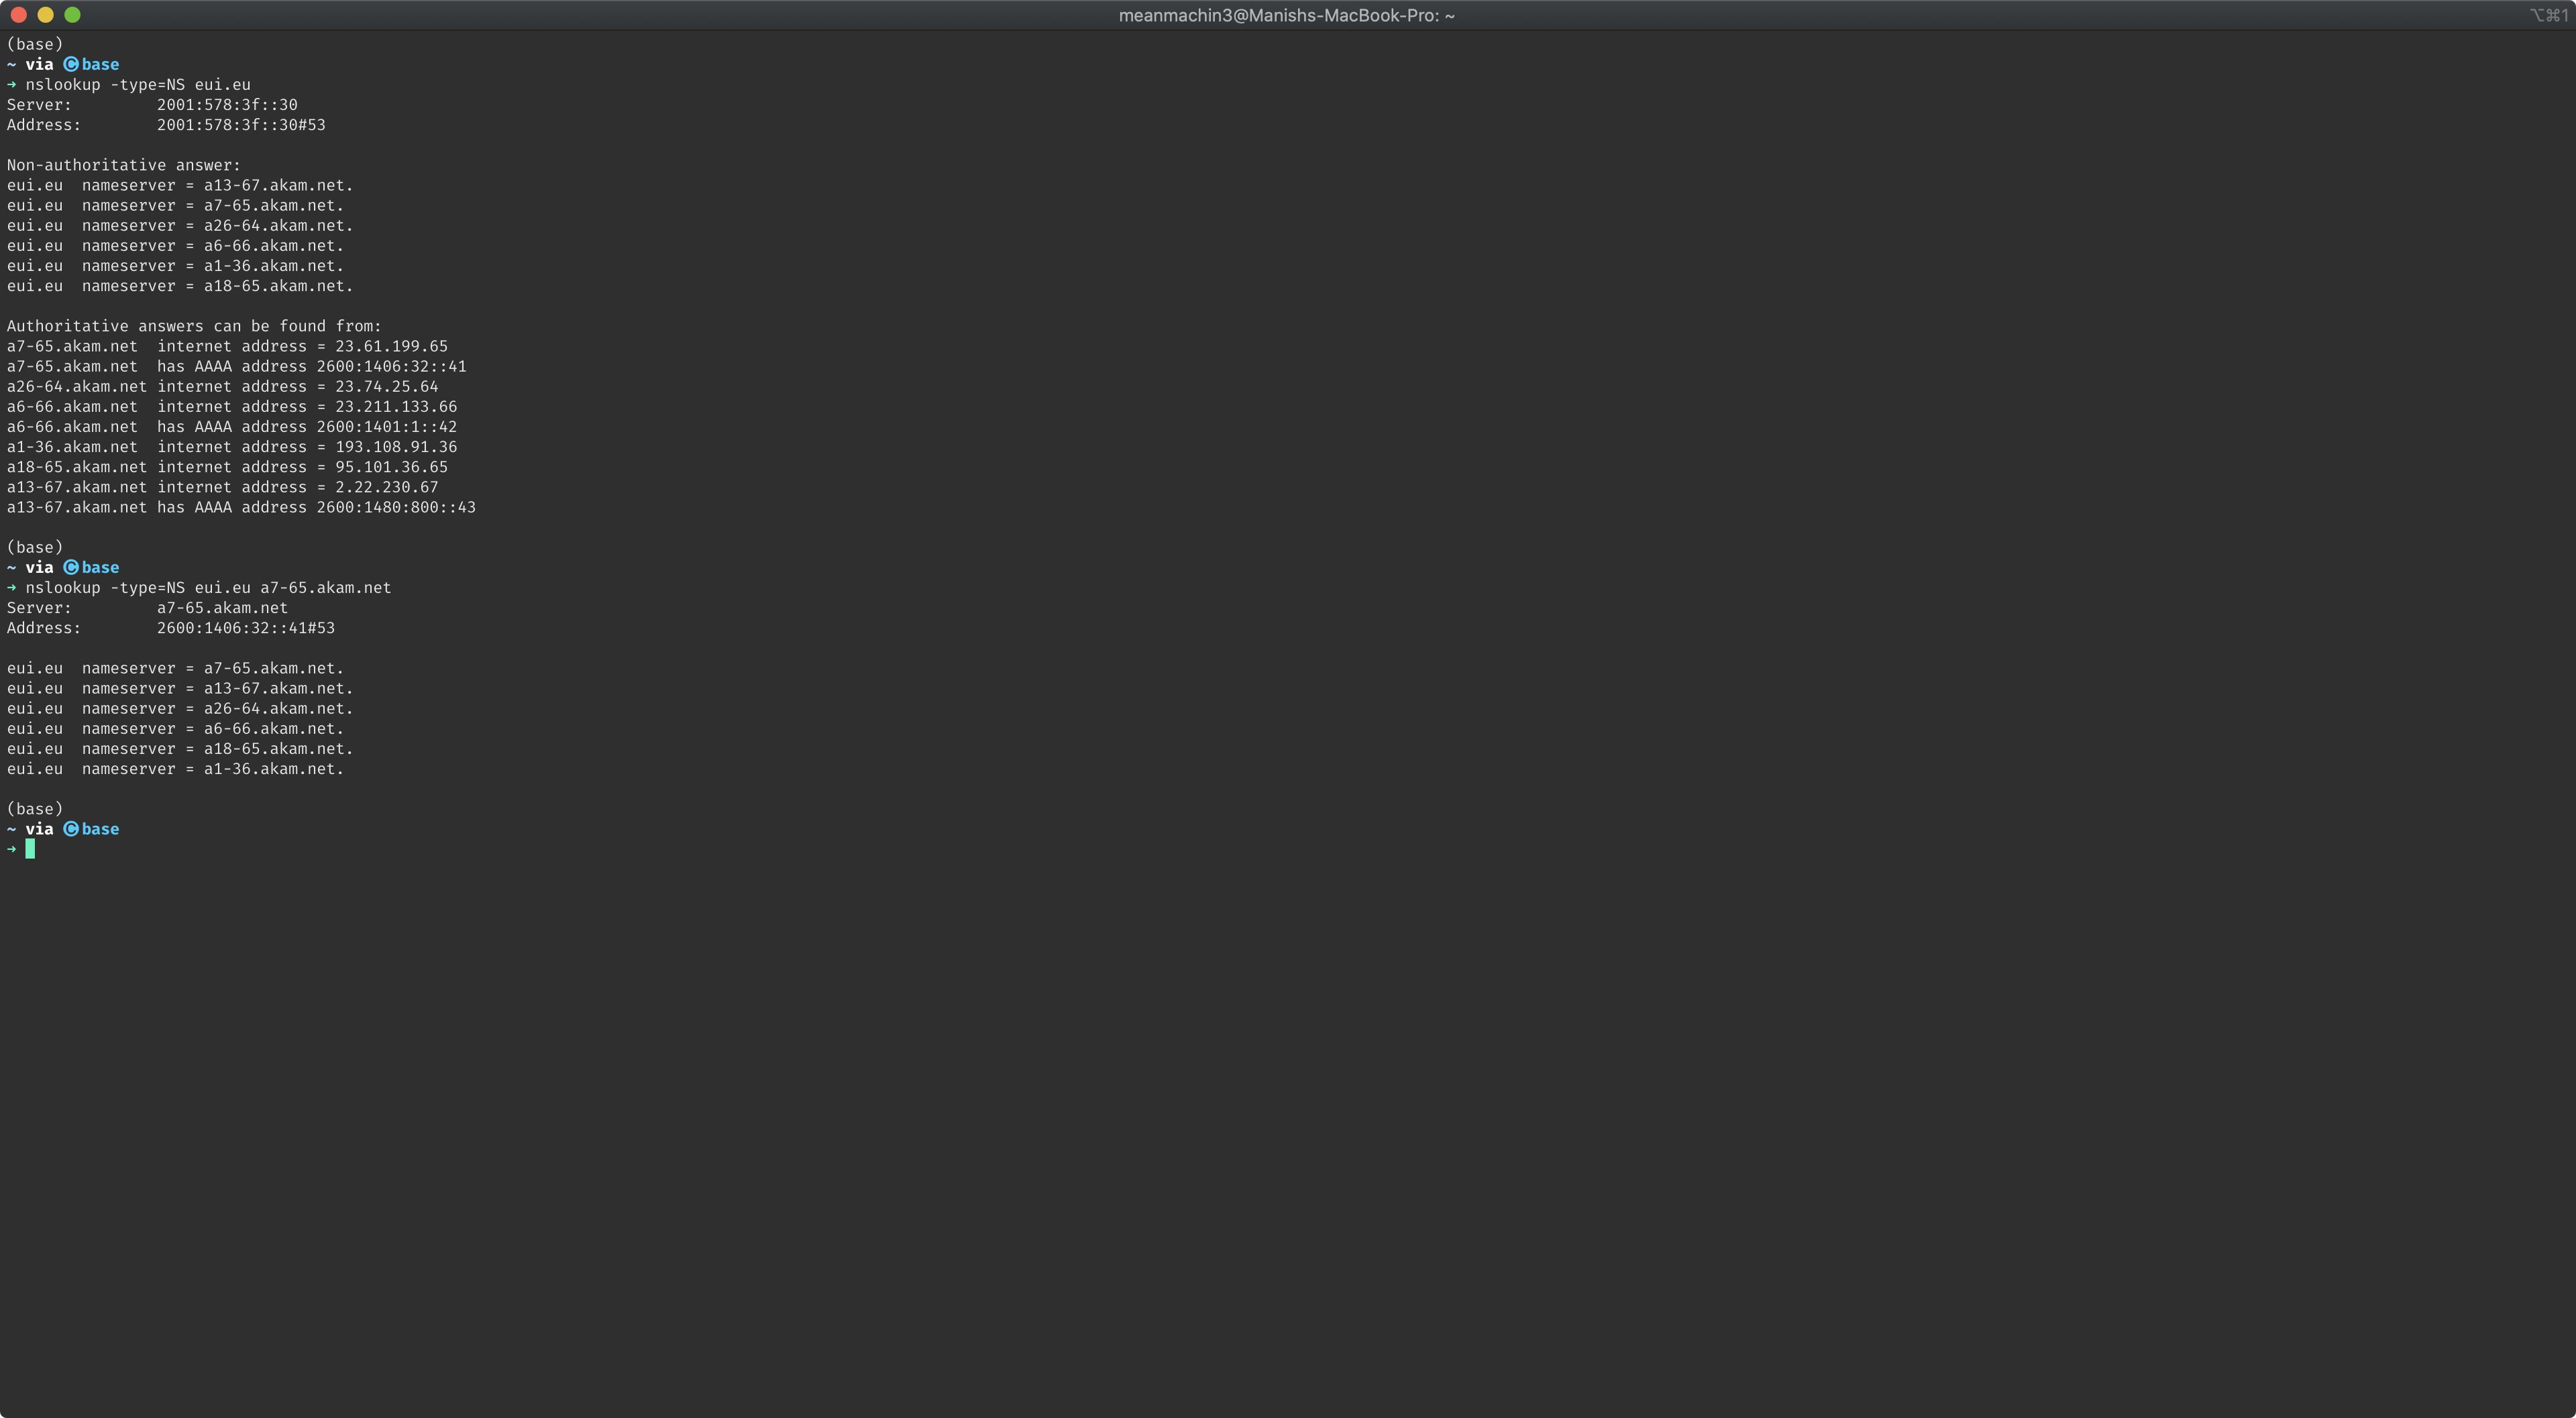 meanmachin3@Manishs-MacBook-Pro: ~
⌥⌘1
(base)
~ via 🅒 base
➜ nslookup -type=NS eui.eu
Server:		2001:578:3f::30
Address:	2001:578:3f::30#53
Non-authoritative answer:
eui.eu	nameserver = a13-67.akam.net.
eui.eu	nameserver = a7-65.akam.net.
eui.eu	nameserver = a26-64.akam.net.
eui.eu	nameserver = a6-66.akam.net.
eui.eu	nameserver = a1-36.akam.net.
eui.eu	nameserver = a18-65.akam.net.
Authoritative answers can be found from:
a7-65.akam.net	internet address = 23.61.199.65
a7-65.akam.net	has AAAA address 2600:1406:32::41
a26-64.akam.net	internet address = 23.74.25.64
a6-66.akam.net	internet address = 23.211.133.66
a6-66.akam.net	has AAAA address 2600:1401:1::42
a1-36.akam.net	internet address = 193.108.91.36
a18-65.akam.net	internet address = 95.101.36.65
a13-67.akam.net	internet address = 2.22.230.67
a13-67.akam.net	has AAAA address 2600:1480:800::43
(base)
~ via 🅒 base
➜ nslookup -type=NS eui.eu a7-65.akam.net
Server:		a7-65.akam.net
Address:	2600:1406:32::41#53
eui.eu	nameserver = a7-65.akam.net.
eui.eu	nameserver = a13-67.akam.net.
eui.eu	nameserver = a26-64.akam.net.
eui.eu	nameserver = a6-66.akam.net.
eui.eu	nameserver = a18-65.akam.net.
eui.eu	nameserver = a1-36.akam.net.
(base)
~ via 🅒 base
➜